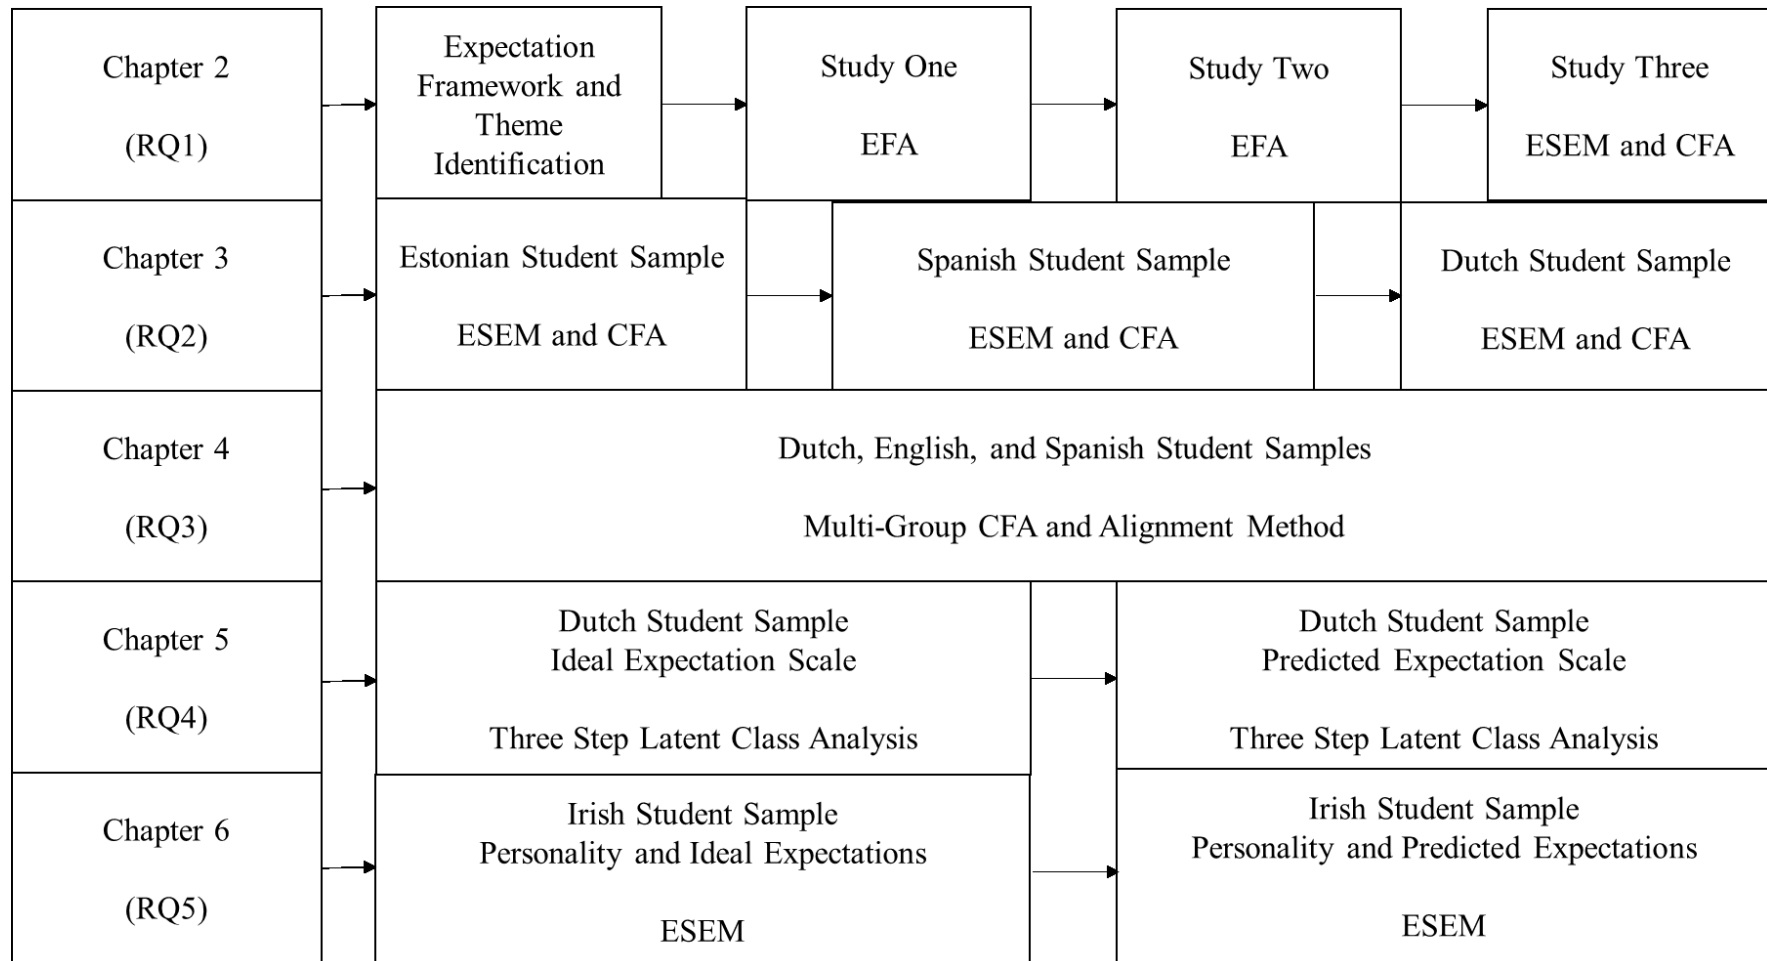 Chapter 2
(RQ1)
Expectation
Framework and
Theme
Identification
Study One
EFA
Study Two
EFA
Study Three
ESEM and CFA
Chapter 3
(RQ2)
Estonian Student Sample
ESEM and CFA
Spanish Student Sample
ESEM and CFA
Dutch Student Sample
ESEM and CFA
Chapter 4
(RQ3)
Dutch, English, and Spanish Student Samples
Multi-Group CFA and Alignment Method
Chapter 5
(RQ4)
Dutch Student Sample
Ideal Expectation Scale
Three Step Latent Class Analysis
Dutch Student Sample
Predicted Expectation Scale
Three Step Latent Class Analysis
Chapter 6
(RQ5)
Irish Student Sample
Personality and Ideal Expectations
ESEM
Irish Student Sample
Personality and Predicted Expectations
ESEM